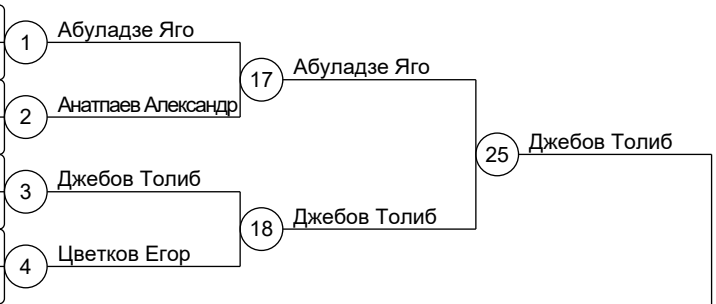 1
Абуладзе Яго
17
Абуладзе Яго
2
Анатпаев Александр
25
Джебов Толиб
3
Джебов Толиб
18
Джебов Толиб
4
Цветков Егор